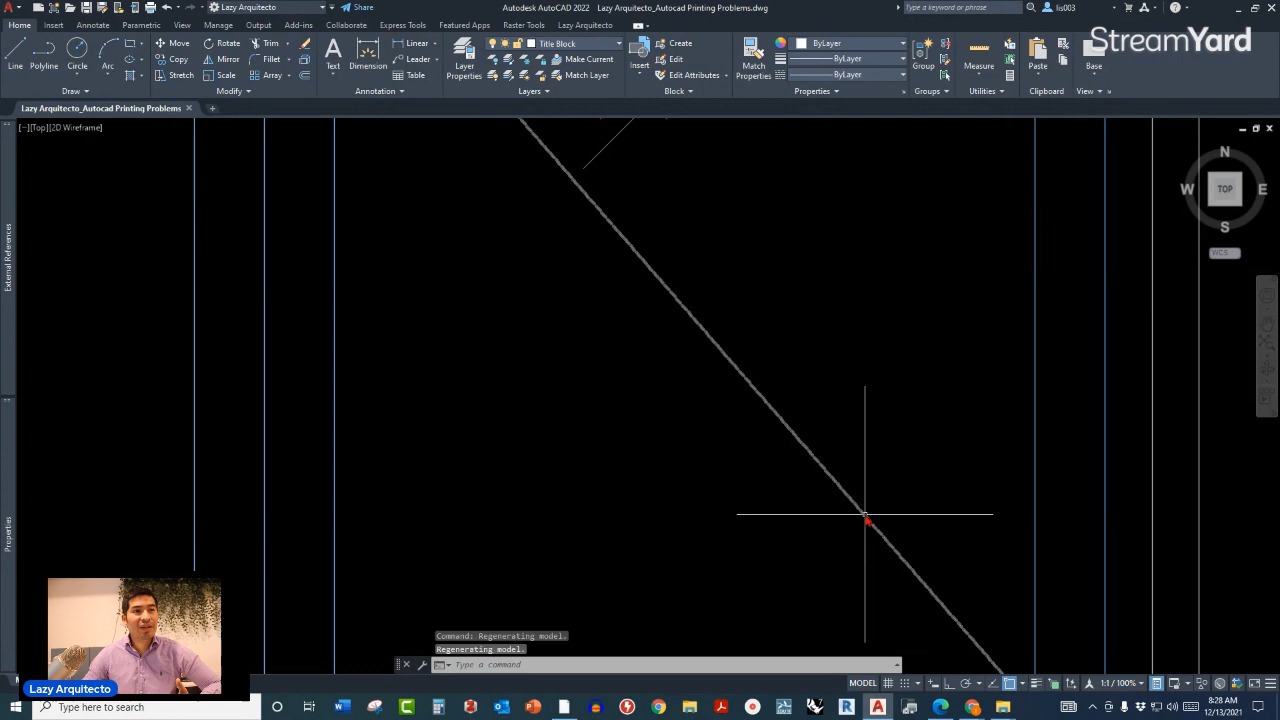 Lazy Arquitecto
Share
Autodesk AutoCAD 2022
Lazy Arquitecto_Autocad Printing Problems.dwg
Type a keyword or phrase
lis003
Home
Insert
Annotate
Parametric
View
Manage
Output
Add-ins
Collaborate
Express Tools
Featured Apps
Raster Tools
Lazy Arquitecto
StreamYard
Line
Polyline
Circle
Arc
Move
Rotate
Trim
Copy
Mirror
Fillet
Stretch
Scale
Array
Text
Dimension
Linear
Leader
Table
Layer
Properties
Title Block
Make Current
Match Layer
Insert
Create
Edit
Edit Attributes
Match
Properties
ByLayer
ByLayer
ByLayer
Group
Measure
Paste
Base
Draw
Modify
Annotation
Layers
Block
Properties
Groups
Utilities
Clipboard
View
Lazy Arquitecto_Autocad Printing Problems
[−][Top][2D Wireframe]
N
W
TOP
E
S
WCS
External References
Properties
Command: Regenerating model.
Regenerating model.
Type a command
Lazy Arquitecto
MODEL
1:1 / 100%
Type here to search
8:28 AM
12/13/2021